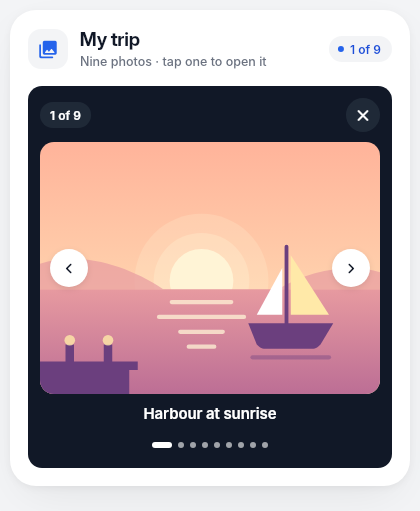 My trip
Nine photos · tap one to open it
1 of 9
1 of 9
Harbour at sunrise